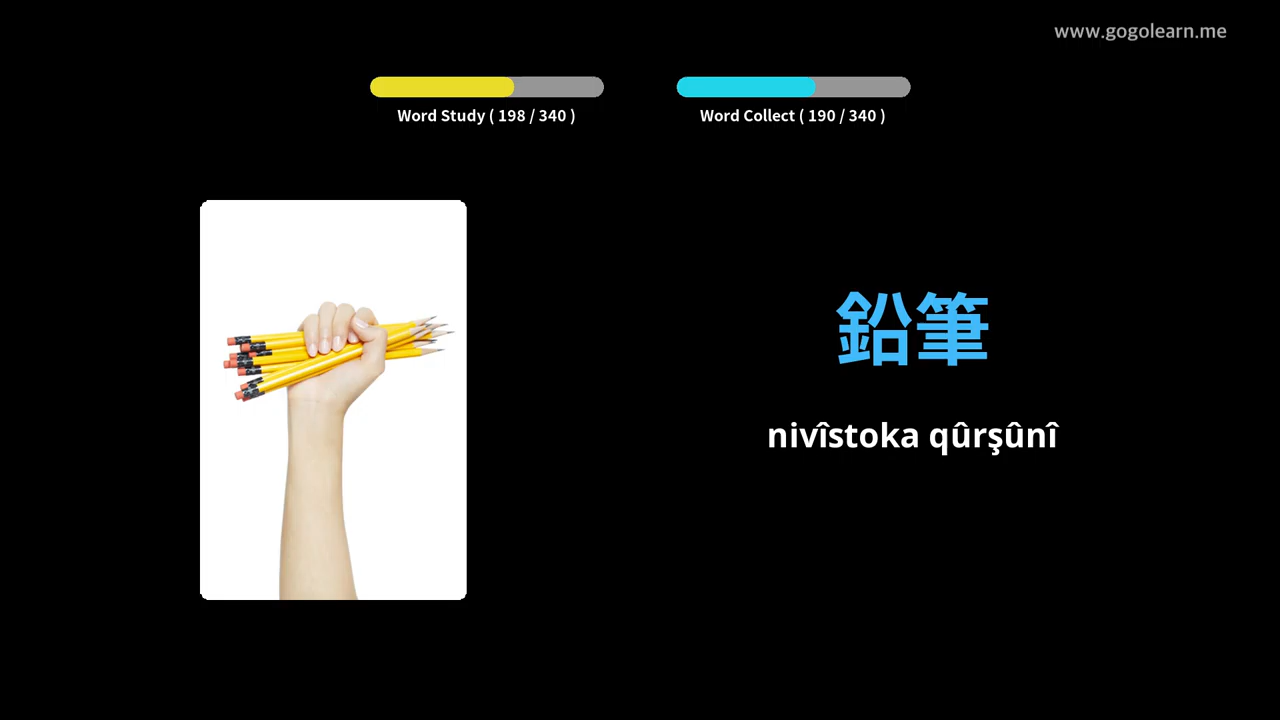 www.gogolearn.me
Word Study ( 198 / 340 )
Word Collect ( 190 / 340 )
鉛筆
nivîstoka qûrşûnî